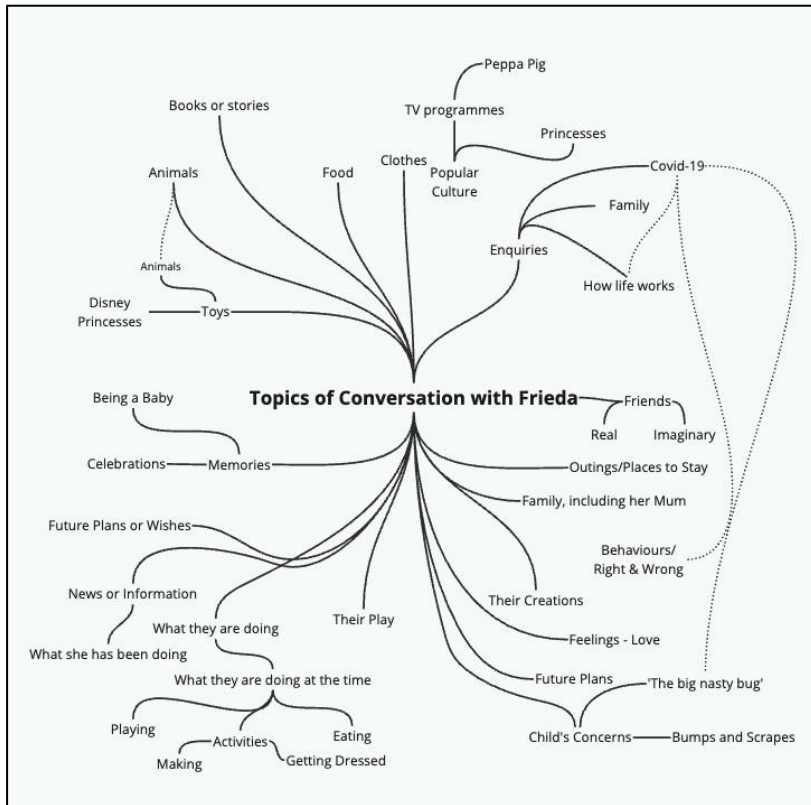 Peppa Pig
Books or stories
TV programmes
Princesses
Clothes
Covid-19
Animals
Food
Popular
Culture
Family
Enquiries
Animals
How life works
Disney
Princesses
Toys
Topics of Conversation with Frieda
Being a Baby
Friends
Real
Imaginary
Celebrations
Memories
Outings/Places to Stay
Family, including her Mum
Future Plans or Wishes
Behaviours/
Right & Wrong
News or Information
Their Creations
Their Play
What they are doing
Feelings - Love
What she has been doing
What they are doing at the time
Future Plans
'The big nasty bug'
Playing
Activities
Eating
Child's Concerns
Bumps and Scrapes
Making
Getting Dressed